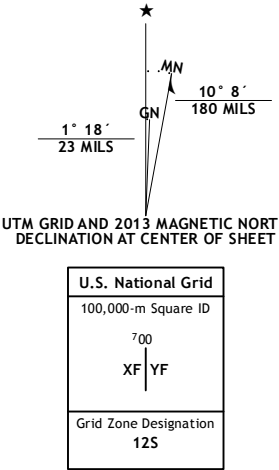 ★
MN
GN
10° 8´
180 MILS
1° 18´
23 MILS
UTM GRID AND 2013 MAGNETIC NORT
DECLINATION AT CENTER OF SHEET
U.S. National Grid
100,000-m Square ID
⁷00
XF YF
Grid Zone Designation
12S